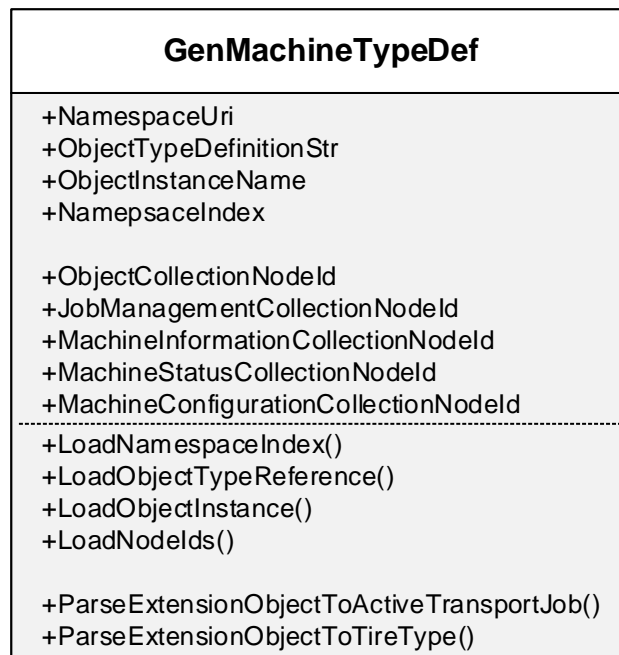 GenMachineTypeDef
+NamespaceUri
+ObjectTypeDefinitionStr
+ObjectInstanceName
+NamepsaceIndex
+ObjectCollectionNodeId
+JobManagementCollectionNodeId
+MachineInformationCollectionNodeId
+MachineStatusCollectionNodeId
+MachineConfigurationCollectionNodeId
+LoadNamespaceIndex()
+LoadObjectTypeReference()
+LoadObjectInstance()
+LoadNodeIds()
+ParseExtensionObjectToActiveTransportJob()
+ParseExtensionObjectToTireType()